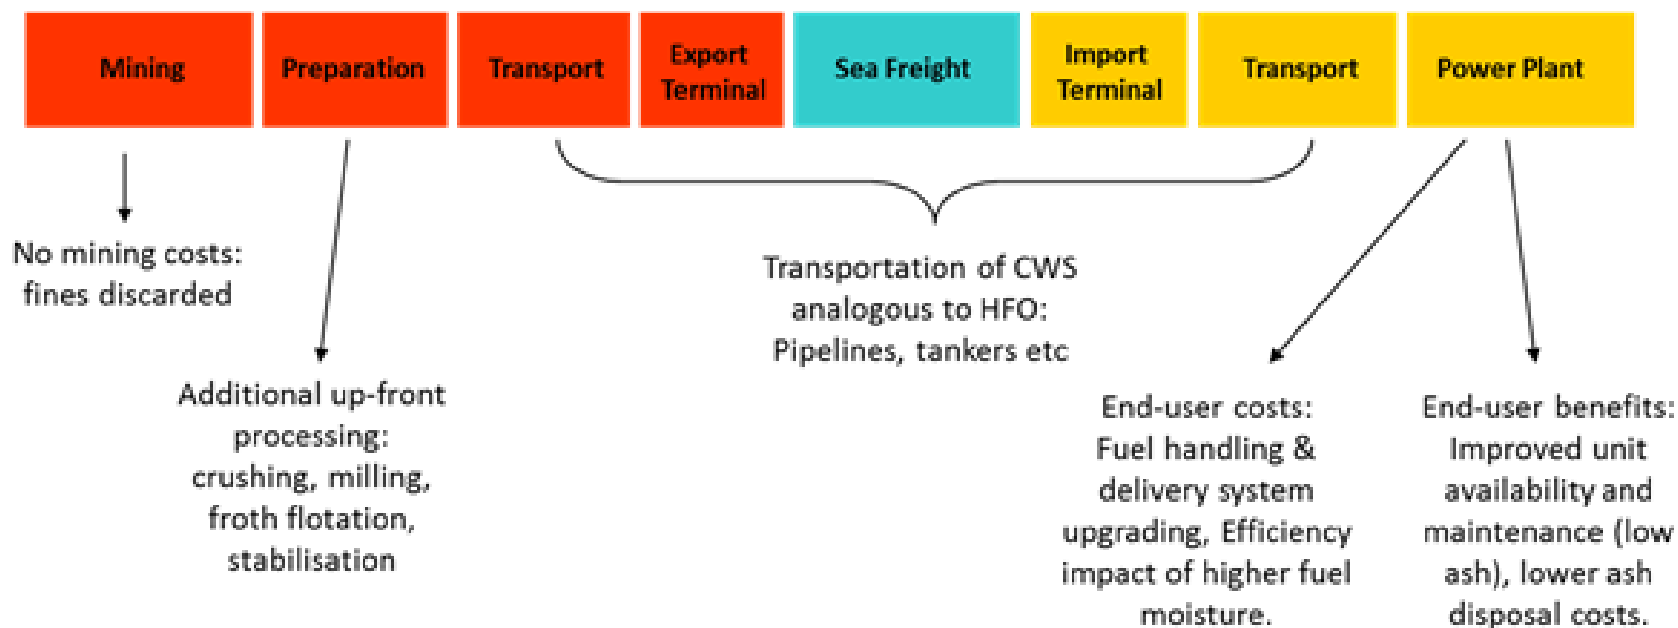 Mining
Preparation
Transport
Export
Terminal
Sea Freight
Import
Terminal
Transport
Power Plant
No mining costs:
fines discarded
Additional up-front
processing:
crushing, milling,
froth flotation,
stabilisation
Transportation of CWS
analogous to HFO:
Pipelines, tankers etc
End-user costs:
Fuel handling &
delivery system
upgrading, Efficiency
impact of higher fuel
moisture.
End-user benefits:
Improved unit
availability and
maintenance (low
ash), lower ash
disposal costs.